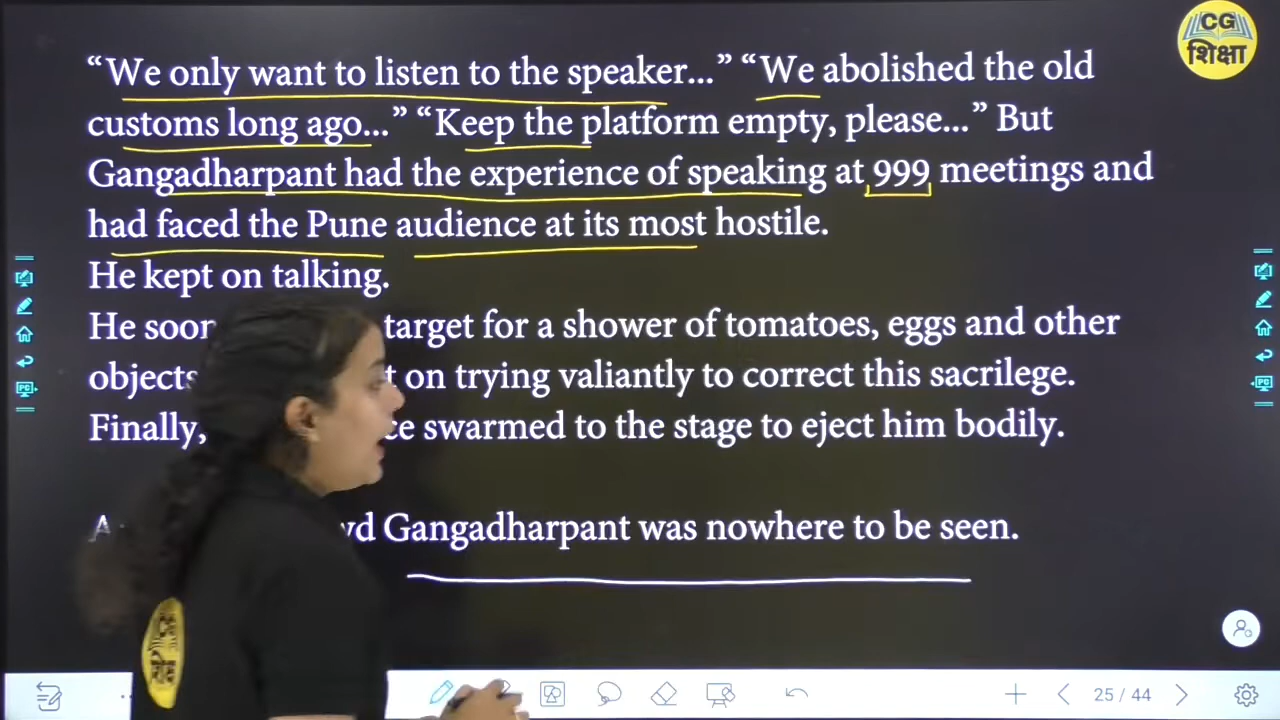 CG
शिक्षा
“We only want to listen to the speaker...” “We abolished the old
customs long ago...” “Keep the platform empty, please...” But
Gangadharpant had the experience of speaking at 999 meetings and
had faced the Pune audience at its most hostile.
He kept on talking.
He soon target for a shower of tomatoes, eggs and other
objects on trying valiantly to correct this sacrilege.
Finally, swarmed to the stage to eject him bodily.
Gangadharpant was nowhere to be seen.
25 / 44
PC
PC